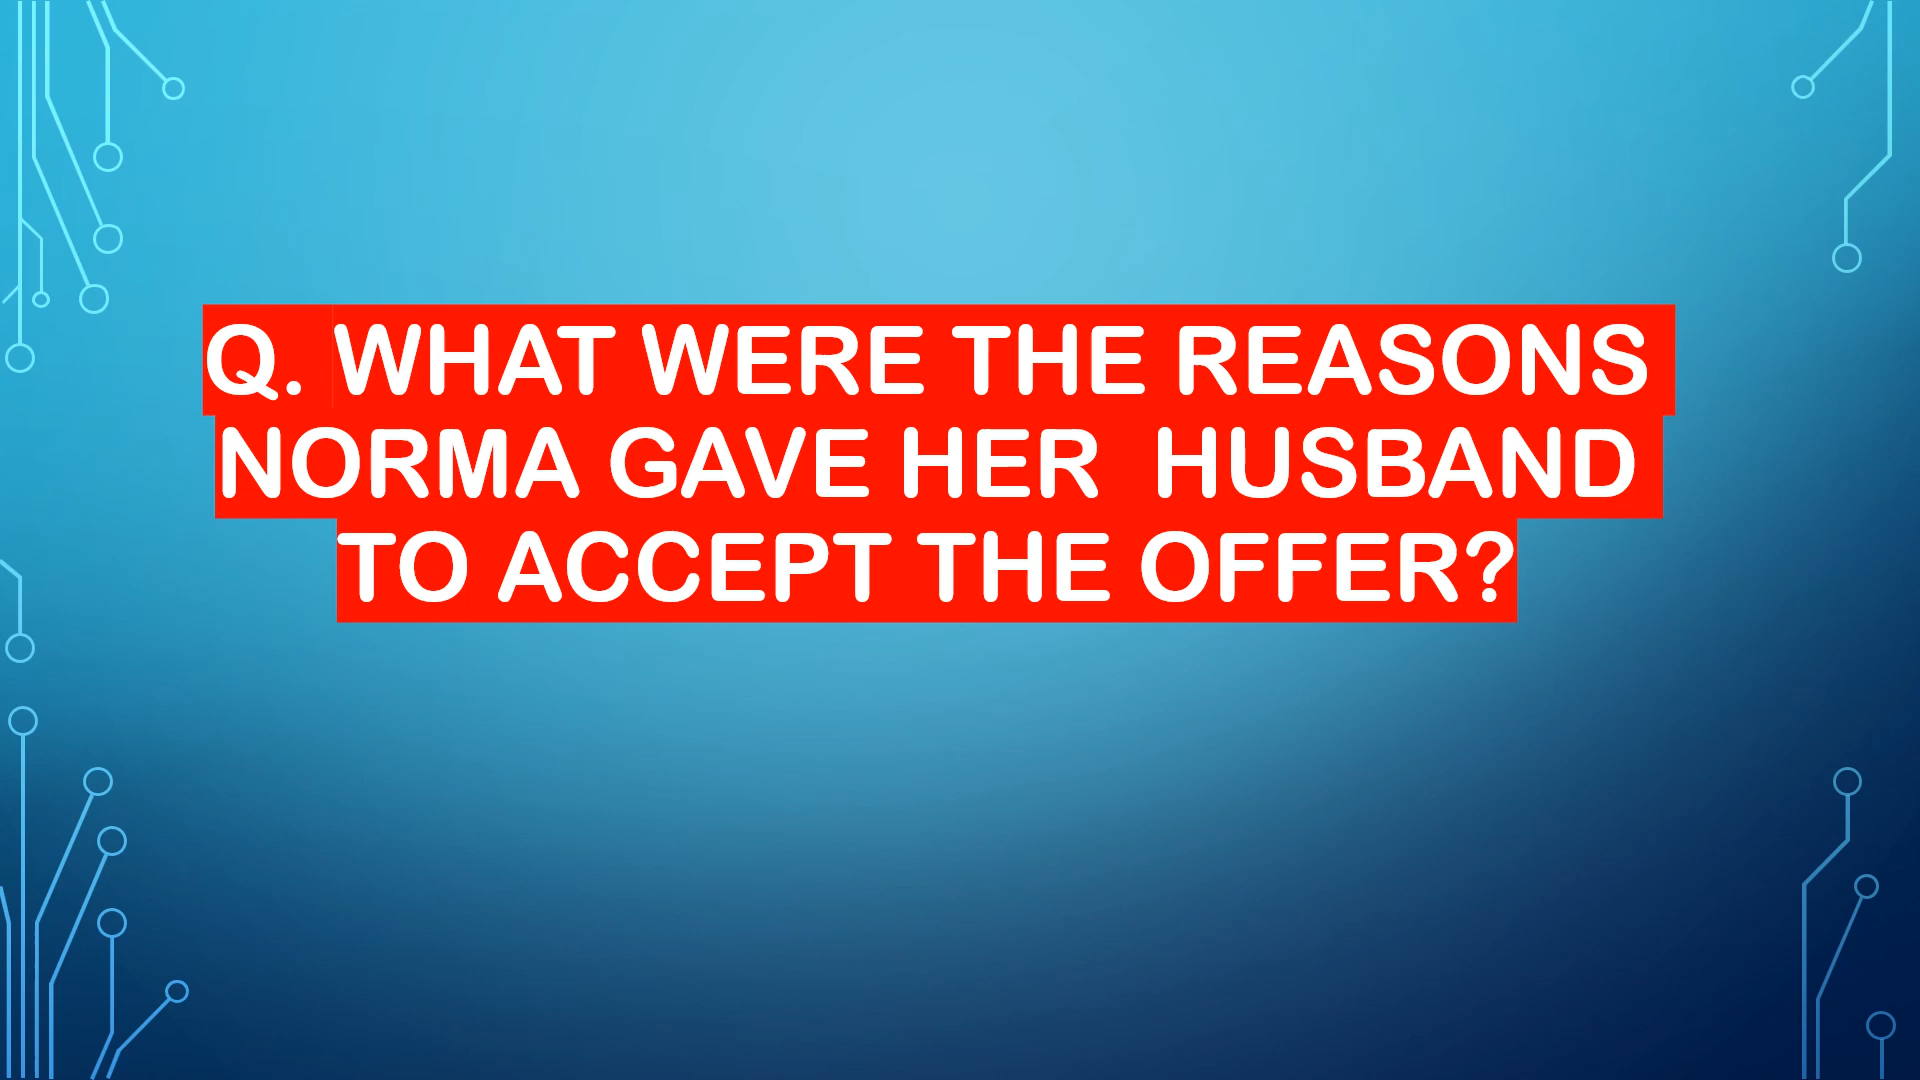 Q. WHAT WERE THE REASONS
NORMA GAVE HER  HUSBAND
TO ACCEPT THE OFFER?